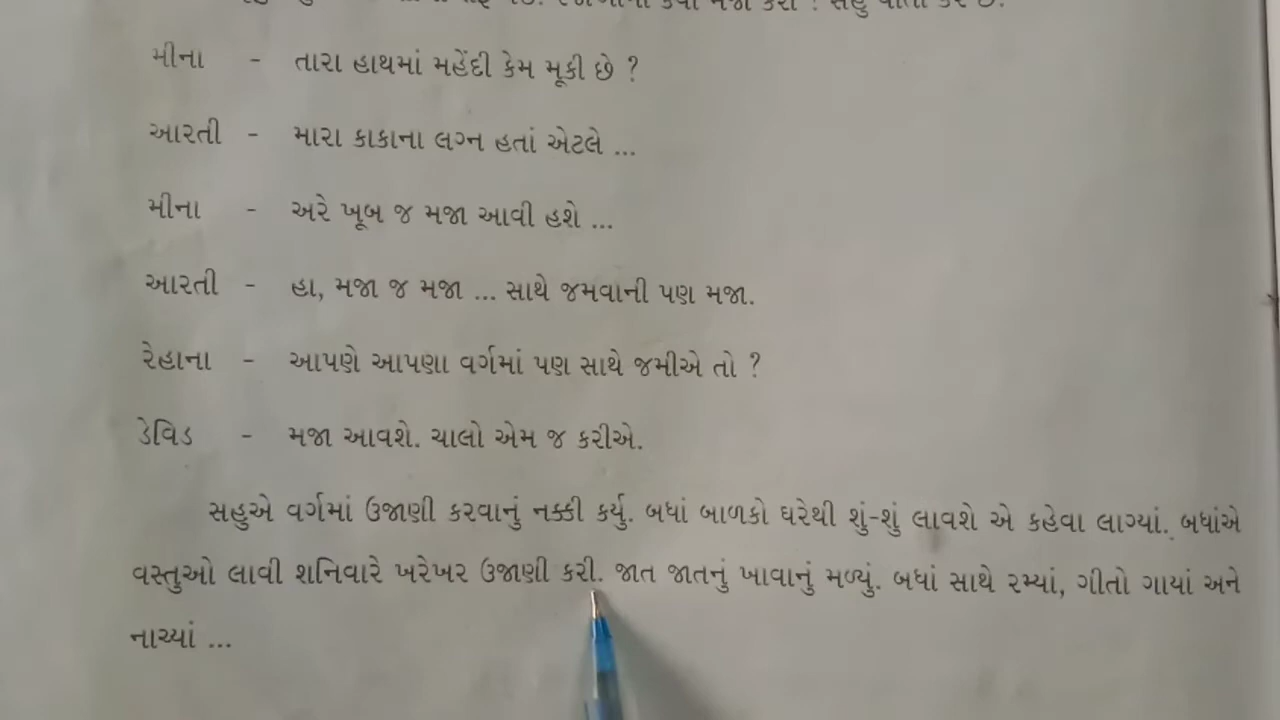 મીના - તારા હાથમાં મહેંદી કેમ મૂકી છે ?
આરતી - મારા કાકાના લગ્ન હતાં એટલે ...
મીના - અરે ખૂબ જ મજા આવી હશે ...
આરતી - હા, મજા જ મજા ... સાથે જમવાની પણ મજા.
રેહાના - આપણે આપણા વર્ગમાં પણ સાથે જમીએ તો ?
ડેવિડ - મજા આવશે. ચાલો એમ જ કરીએ.
સહુએ વર્ગમાં ઉજાણી કરવાનું નક્કી કર્યુ. બધાં બાળકો ઘરેથી શું-શું લાવશે એ કહેવા લાગ્યાં. બધાંએ
વસ્તુઓ લાવી શનિવારે ખરેખર ઉજાણી કરી. જાત જાતનું ખાવાનું મળ્યું. બધાં સાથે રમ્યાં, ગીતો ગાયાં અને
નાચ્યાં ...